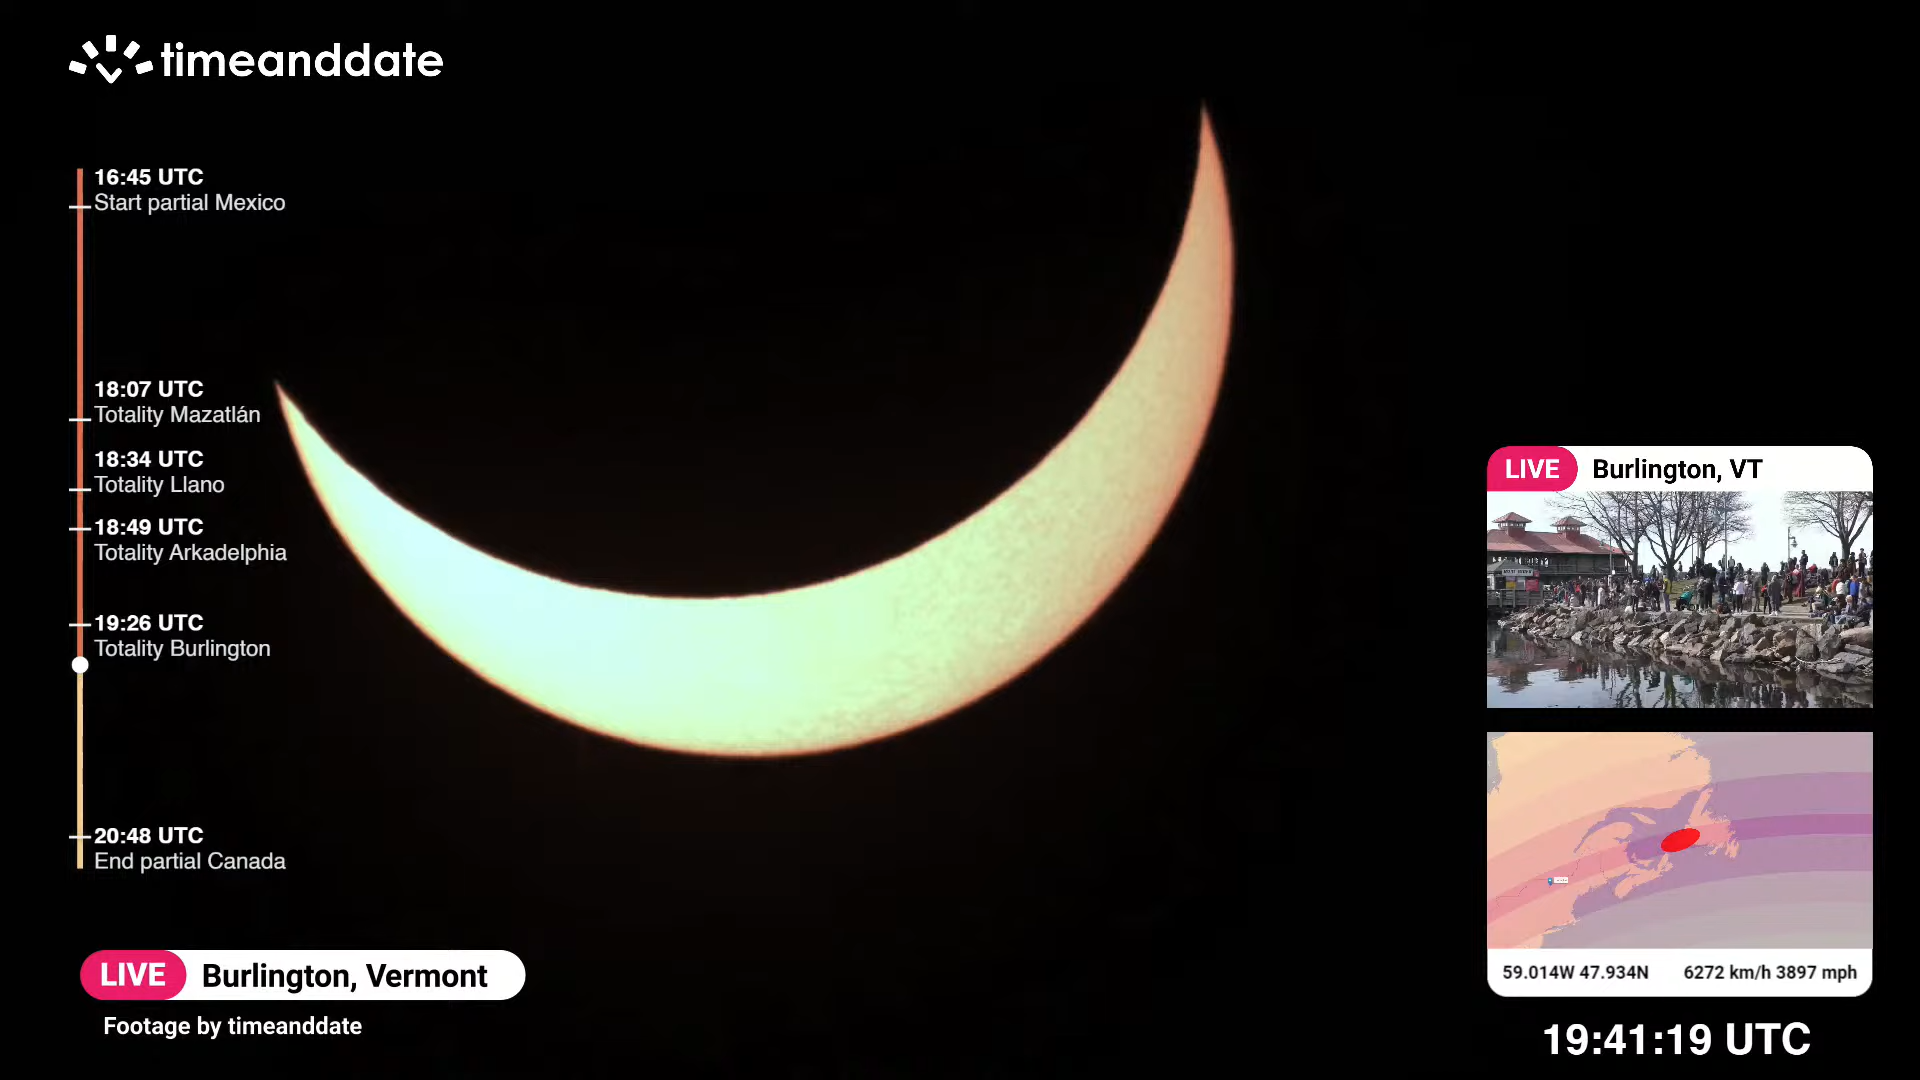 timeanddate
16:45 UTC
Start partial Mexico
18:07 UTC
Totality Mazatlán
18:34 UTC
Totality Llano
18:49 UTC
Totality Arkadelphia
19:26 UTC
Totality Burlington
20:48 UTC
End partial Canada
LIVE Burlington, Vermont
Footage by timeanddate
LIVE Burlington, VT
59.014W 47.934N 6272 km/h 3897 mph
19:41:19 UTC